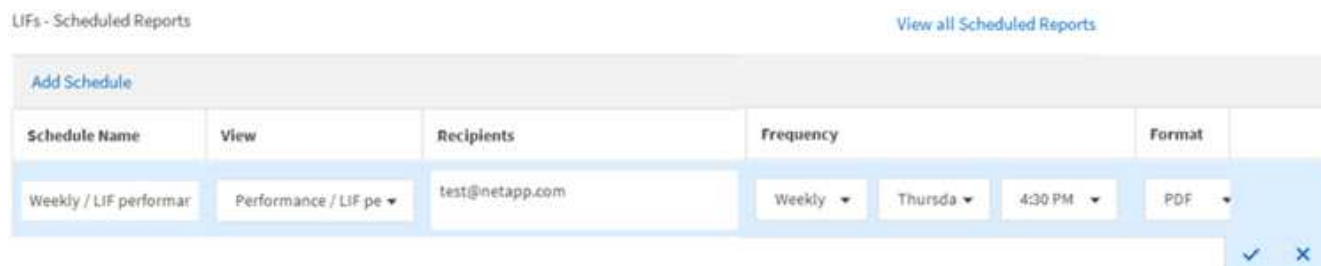 LIFs - Scheduled Reports View all Scheduled Reports
Add Schedule
Schedule Name View Recipients Frequency Format
Weekly / LIF performar Performance / LIF pe test@netapp.com Weekly Thursda 4:30 PM PDF